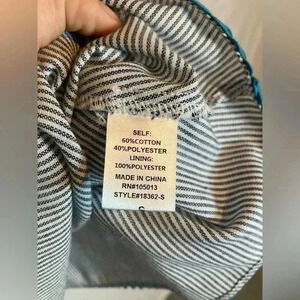 SELF:
60%COTTON
40%POLYESTER
LINING:
100%POLYESTER
MADE IN CHINA
RN#105013
STYLE#18362-S